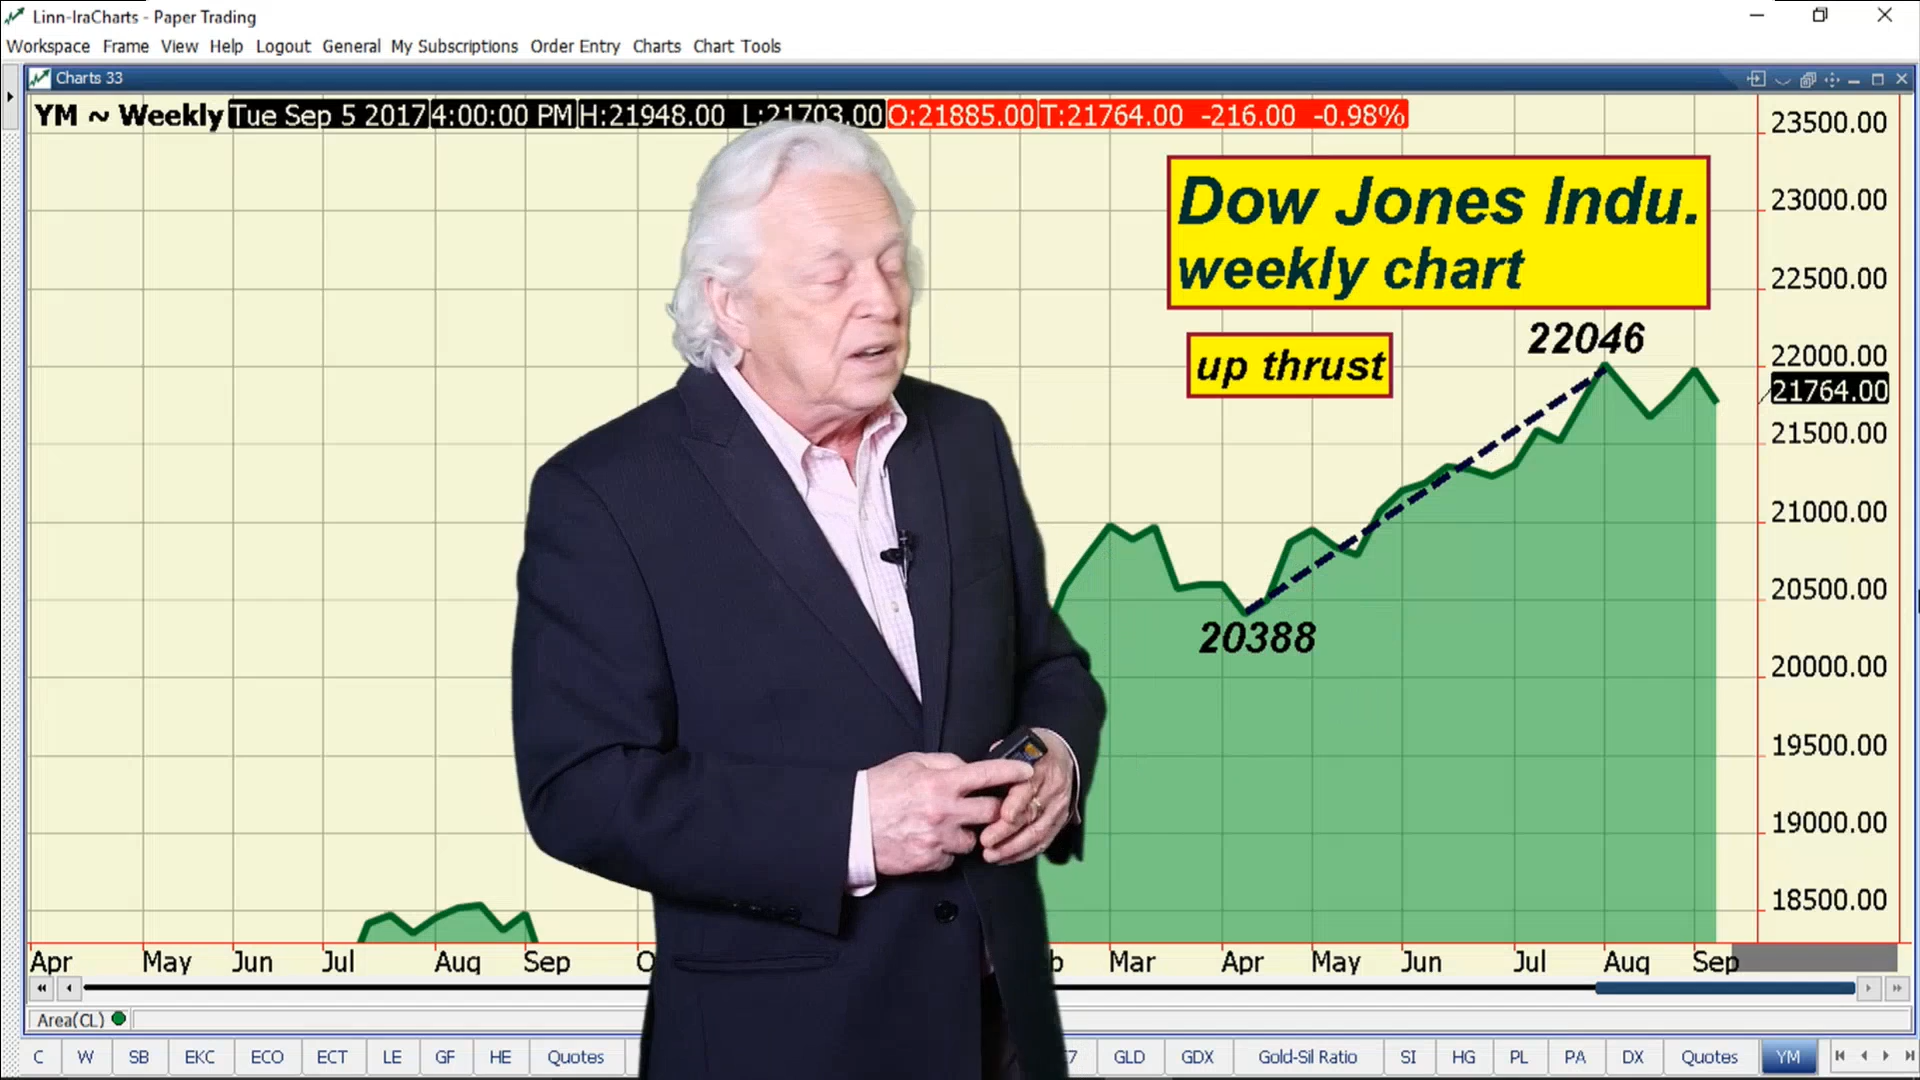 Linn-IraCharts - Paper Trading
Workspace Frame View Help Logout General My Subscriptions Order Entry Charts Chart Tools
Charts 33
YM ~ Weekly Tue Sep 5 2017 4:00:00 PM H:21948.00 L:21703.00 O:21885.00 T:21764.00 -216.00 -0.98%
23500.00
Dow Jones Indu.
weekly chart
23000.00
22500.00
22046
up thrust
22000.00
21764.00
21500.00
21000.00
20500.00
20388
20000.00
19500.00
19000.00
18500.00
Apr May Jun Jul Aug Sep O b Mar Apr May Jun Jul Aug Sep
Area(CL)
C W SB EKC ECO ECT LE GF HE Quotes 7 GLD GDX Gold-Sil Ratio SI HG PL PA DX Quotes YM